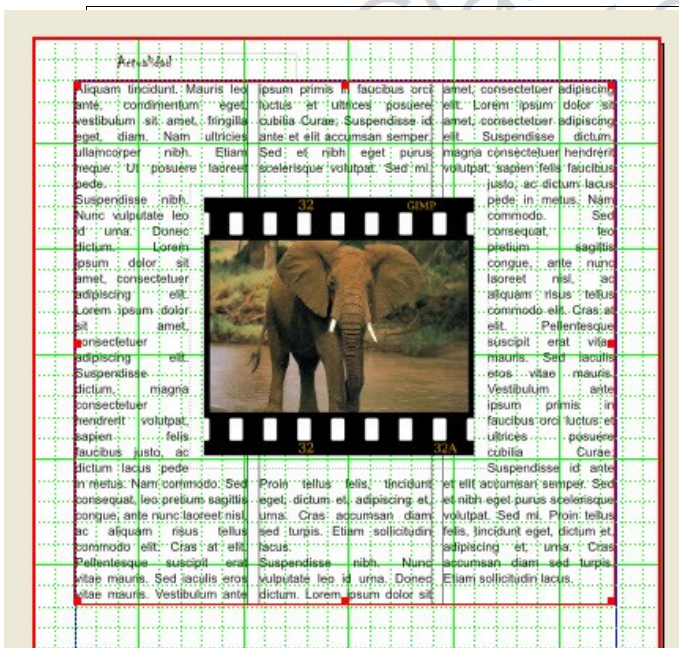 Actualidad
Aliquam tincidunt. Mauris leo
ante, condimentum eget,
vestibulum sit amet, fringilla
eget, diam. Nam ultricies
ullamcorper nibh. Etiam
neque. Ut posuere laoreet
pede.
Suspendisse nibh.
Nunc vulputate leo
id urna. Donec
dictum. Lorem
ipsum dolor sit
amet, consectetuer
adipiscing elit.
Lorem ipsum dolor
sit amet,
consectetuer
adipiscing elit.
Suspendisse
dictum, magna
consectetuer
hendrerit volutpat,
sapien felis
faucibus justo, ac
dictum lacus pede
in metus. Nam commodo. Sed
consequat, leo pretium sagittis
congue, ante nunc laoreet nisl,
ac aliquam risus tellus
commodo elit. Cras at elit.
Pellentesque suscipit erat
vitae mauris. Sed iaculis eros
vitae mauris. Vestibulum ante
ipsum primis in faucibus orci
luctus et ultrices posuere
cubilia Curae; Suspendisse id
ante et elit accumsan semper.
Sed et nibh eget purus
scelerisque volutpat. Sed mi.
32 GIMP
32 32A
Proin tellus felis, tincidunt
eget, dictum et, adipiscing et,
urna. Cras accumsan diam
sed turpis. Etiam sollicitudin
lacus.
Suspendisse nibh. Nunc
vulputate leo id urna. Donec
dictum. Lorem ipsum dolor sit
amet, consectetuer adipiscing
elit. Lorem ipsum dolor sit
amet, consectetuer adipiscing
elit. Suspendisse dictum,
magna consectetuer hendrerit
volutpat, sapien felis faucibus
justo, ac dictum lacus
pede in metus. Nam
commodo. Sed
consequat, leo
pretium sagittis
congue, ante nunc
laoreet nisl, ac
aliquam risus tellus
commodo elit. Cras at
elit. Pellentesque
suscipit erat vitae
mauris. Sed iaculis
eros vitae mauris.
Vestibulum ante
ipsum primis in
faucibus orci luctus et
ultrices posuere
cubilia Curae;
Suspendisse id ante
et elit accumsan semper. Sed
et nibh eget purus scelerisque
volutpat. Sed mi. Proin tellus
felis, tincidunt eget, dictum et,
adipiscing et, urna. Cras
accumsan diam sed turpis.
Etiam sollicitudin lacus.